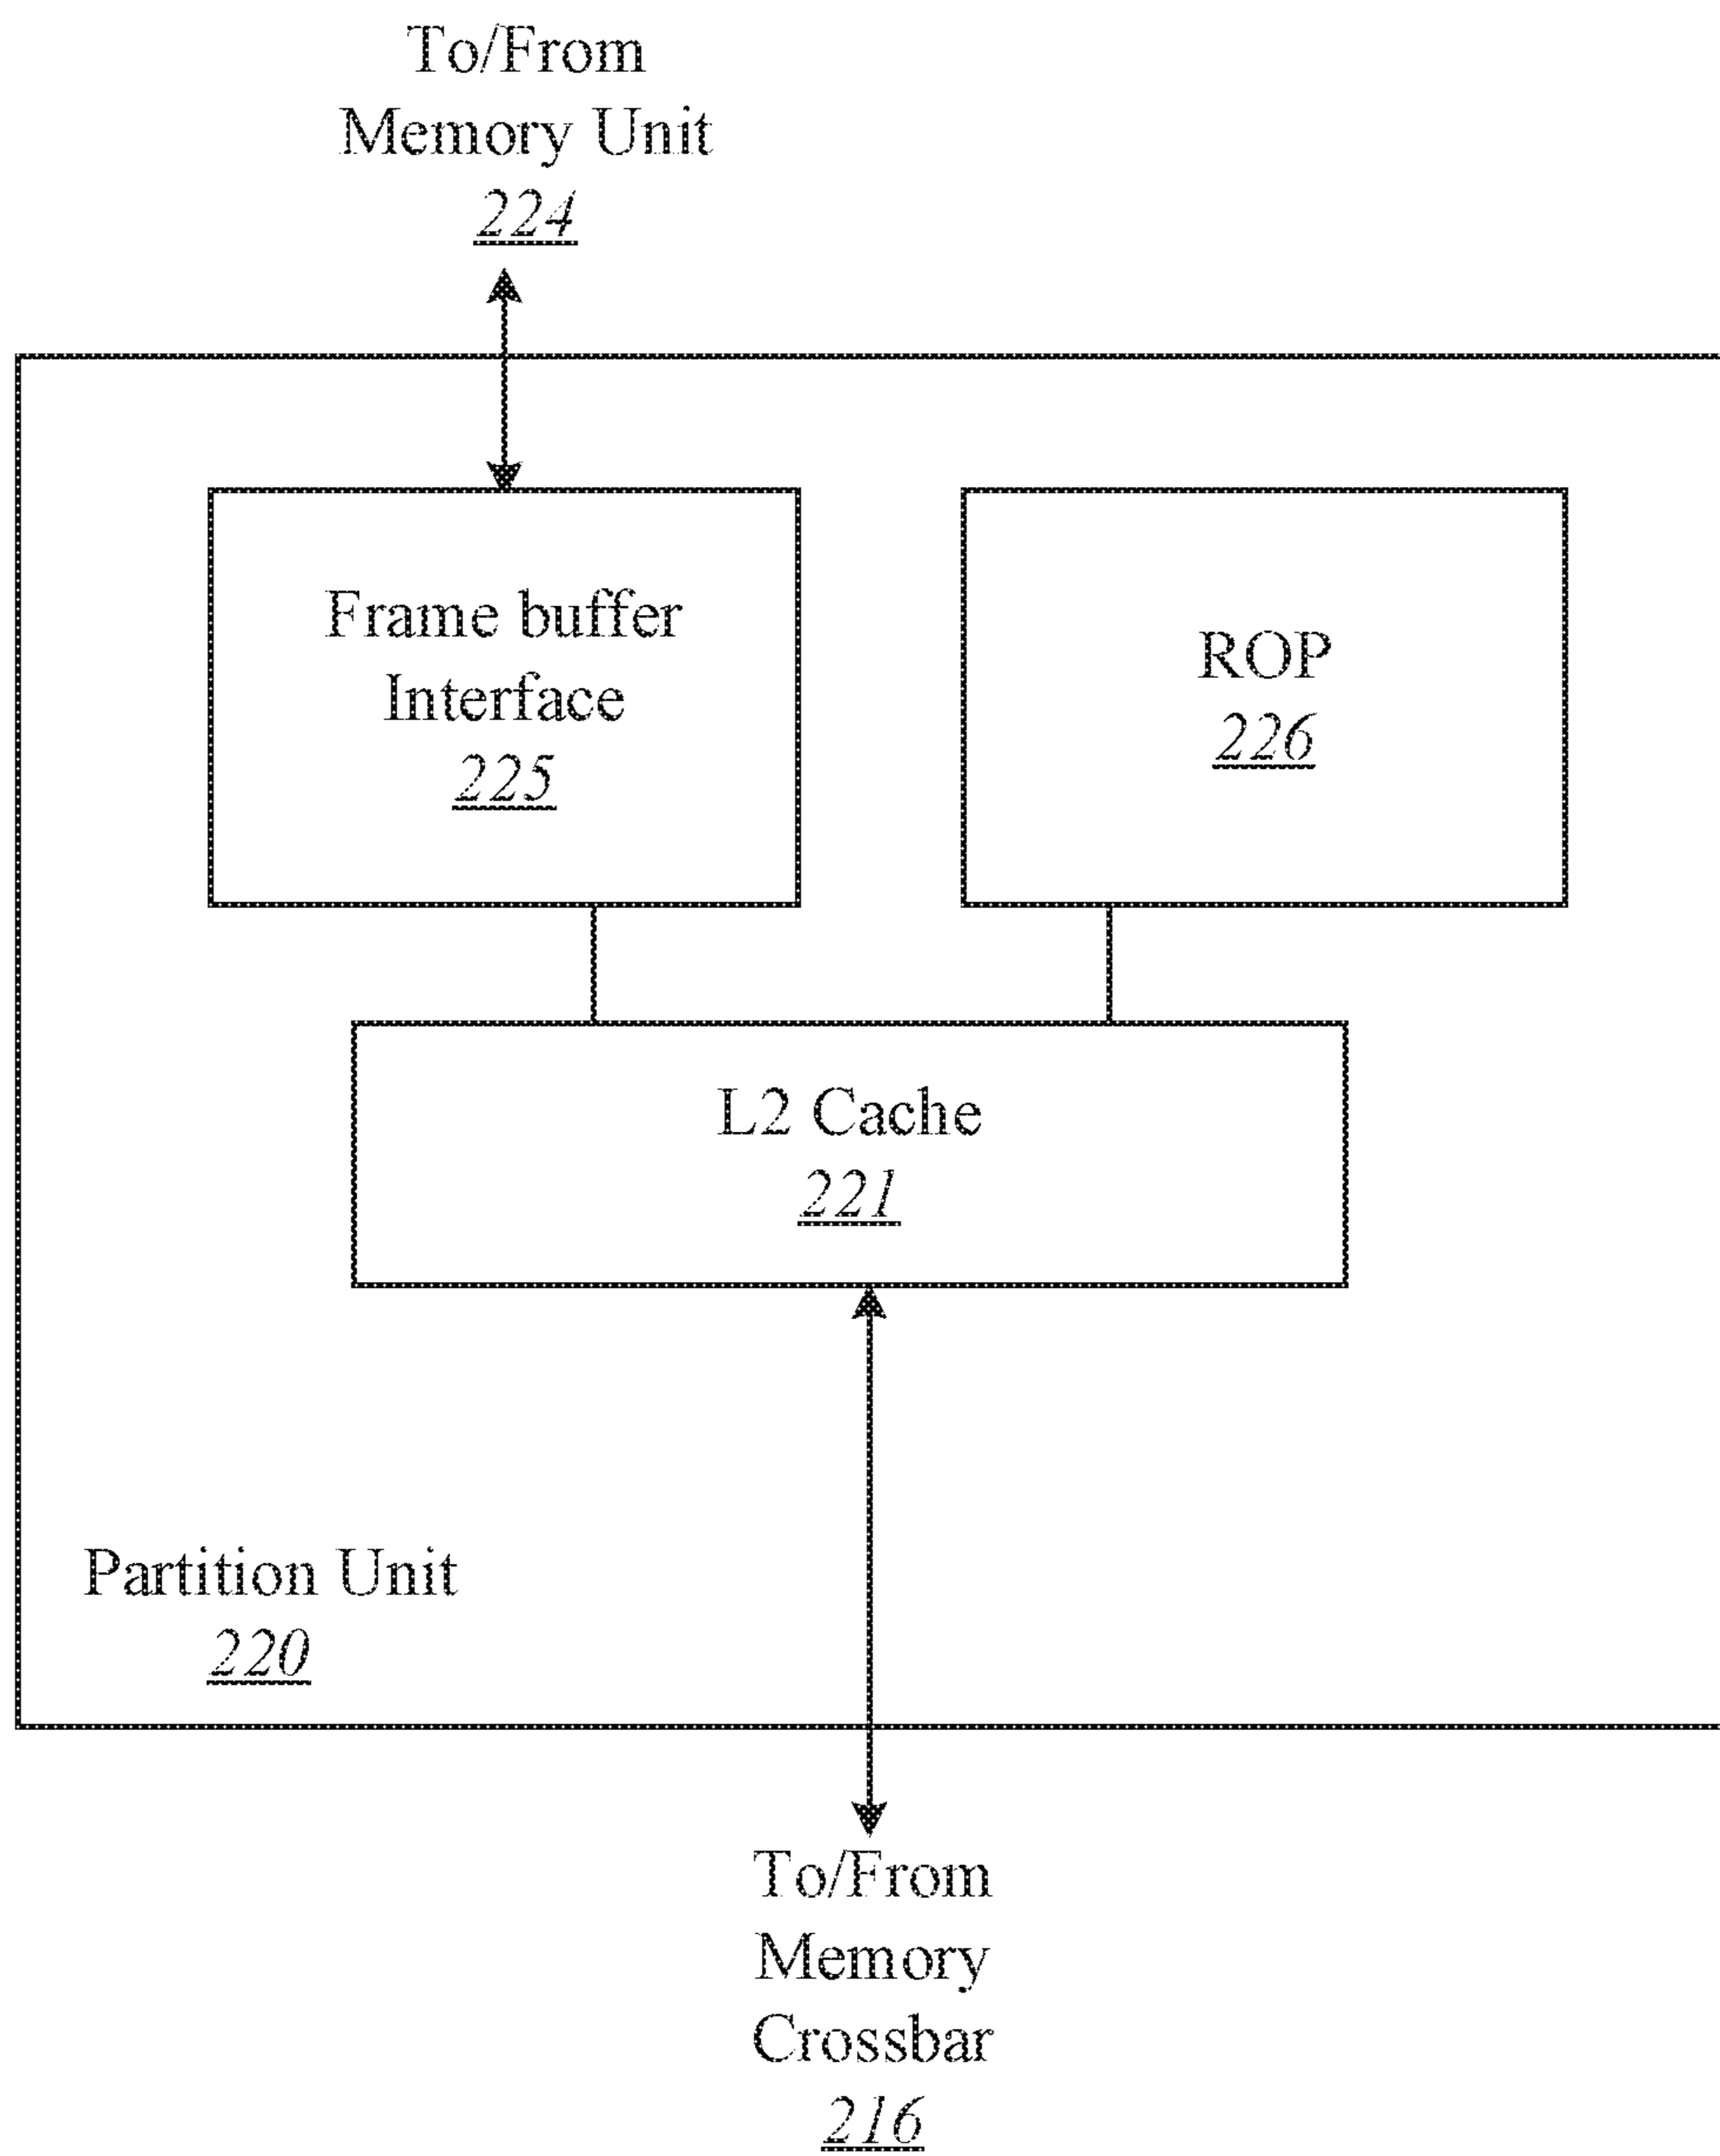 To/From
Memory Unit
224
Frame buffer
Interface
225
ROP
226
L2 Cache
221
Partition Unit
220
To/From
Memory
Crossbar
216